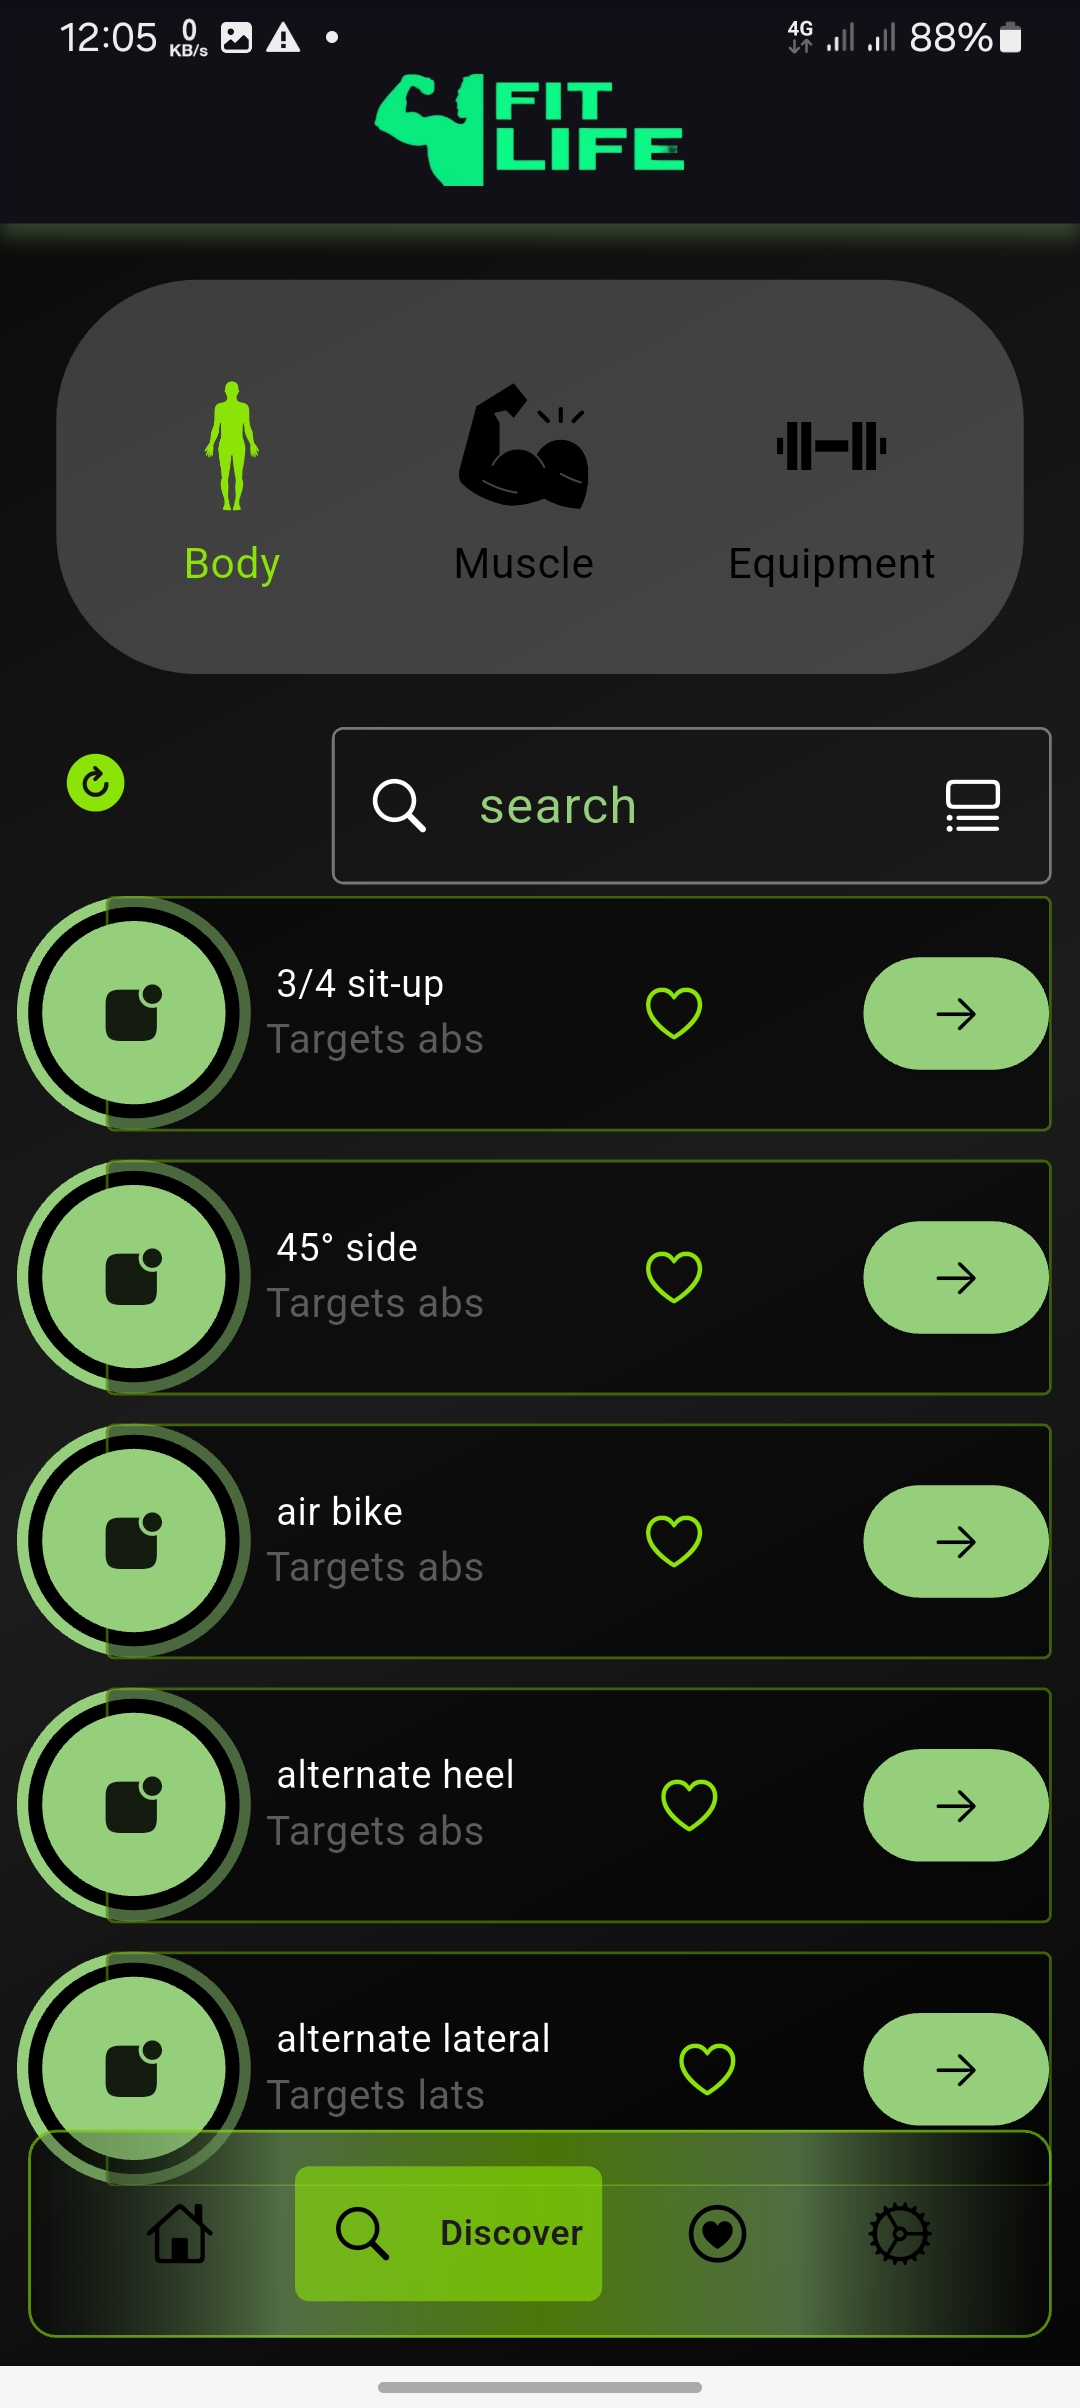 12:05 0 KB/s 4G 88%
FIT
LIFE
Body Muscle Equipment
search
3/4 sit-up
Targets abs
45° side
Targets abs
air bike
Targets abs
alternate heel
Targets abs
alternate lateral
Targets lats
Discover